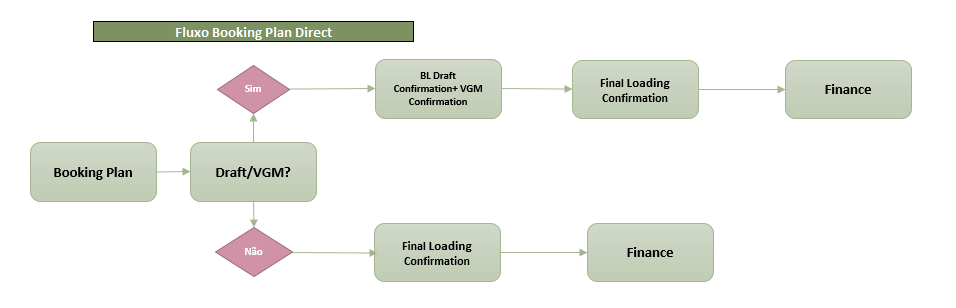 Fluxo Booking Plan Direct
Sim
BL Draft
Confirmation+ VGM
Confirmation
Final Loading
Confirmation
Finance
Booking Plan
Draft/VGM?
Não
Final Loading
Confirmation
Finance